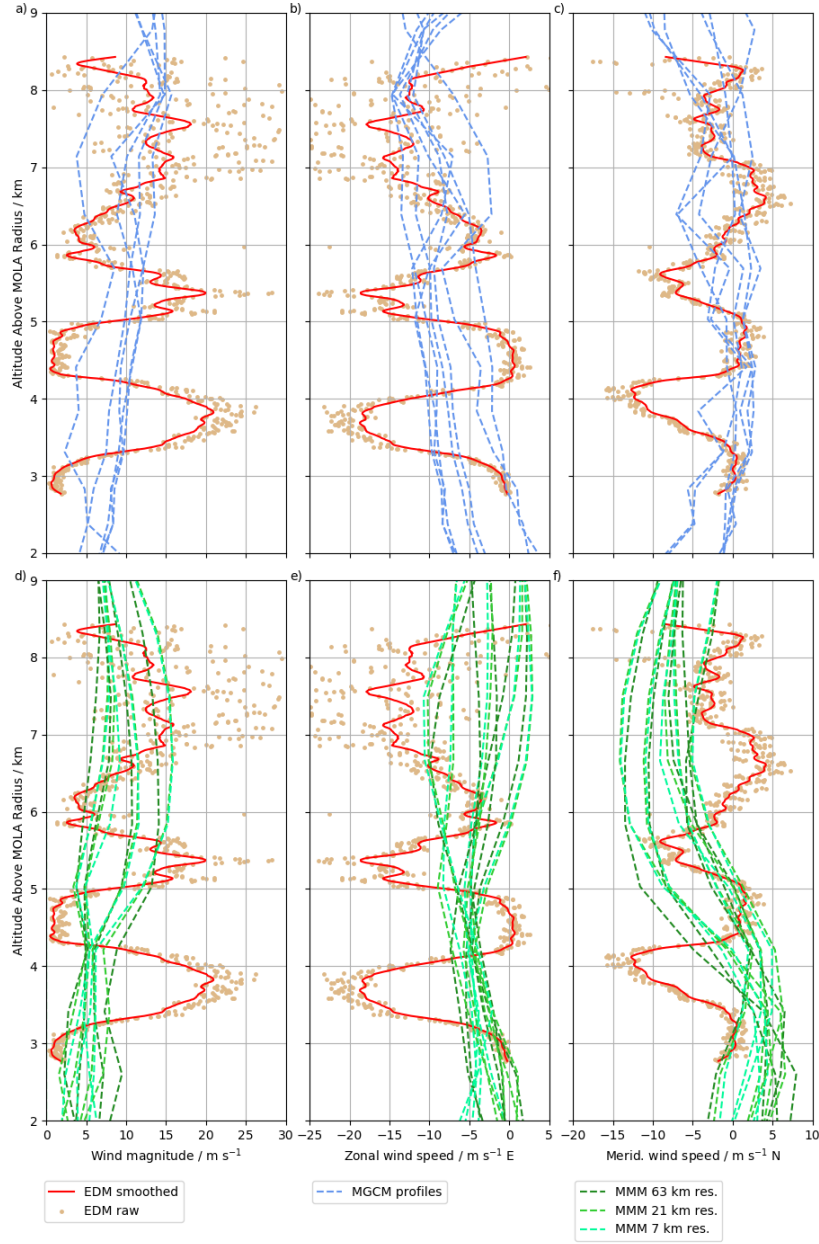 a)
b)
c)
9
8
7
6
5
4
3
2
Altitude Above MOLA Radius / km
d)
e)
f)
9
8
7
6
5
4
3
2
Altitude Above MOLA Radius / km
0 5 10 15 20 25 30
−25 −20 −15 −10 −5 0 5
−20 −15 −10 −5 0 5 10
Wind magnitude / m s⁻¹
Zonal wind speed / m s⁻¹ E
Merid. wind speed / m s⁻¹ N
EDM smoothed
EDM raw
MGCM profiles
MMM 63 km res.
MMM 21 km res.
MMM 7 km res.